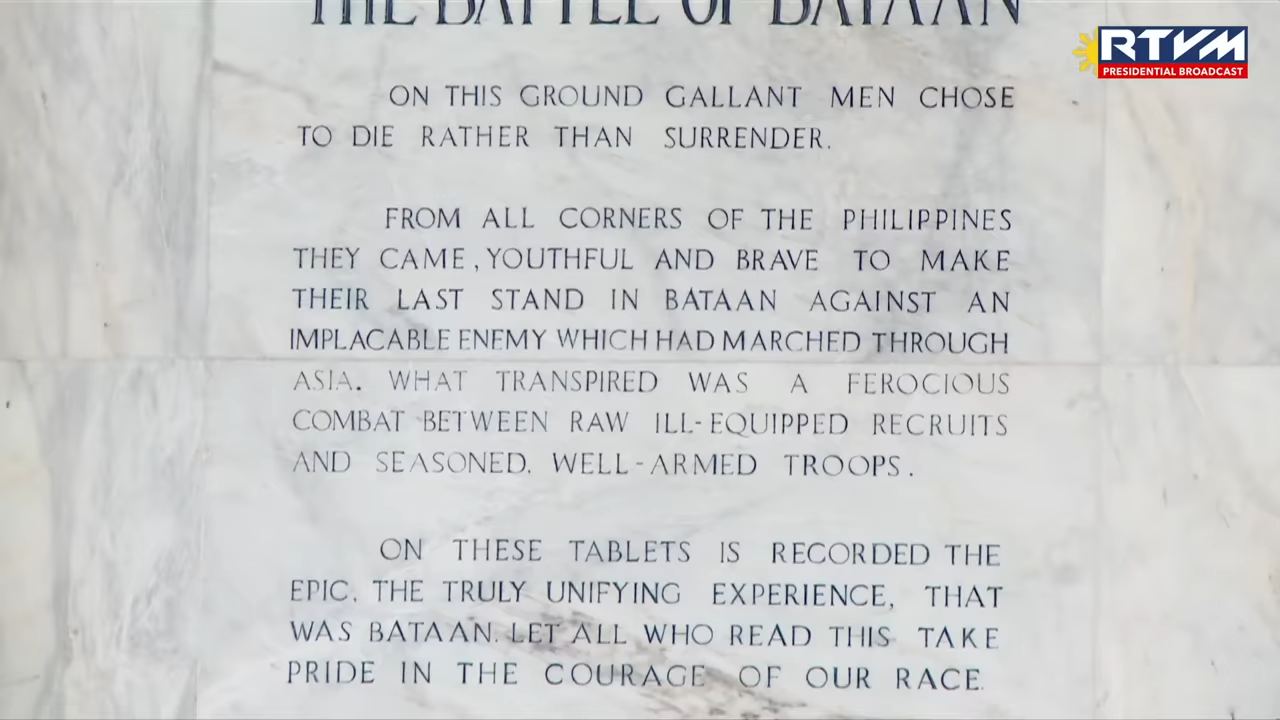 THE BATTLE OF BATAAN
RTVM
PRESIDENTIAL BROADCAST
ON THIS GROUND GALLANT MEN CHOSE
TO DIE RATHER THAN SURRENDER.
FROM ALL CORNERS OF THE PHILIPPINES
THEY CAME, YOUTHFUL AND BRAVE TO MAKE
THEIR LAST STAND IN BATAAN AGAINST AN
IMPLACABLE ENEMY WHICH HAD MARCHED THROUGH
ASIA. WHAT TRANSPIRED WAS A FEROCIOUS
COMBAT BETWEEN RAW ILL-EQUIPPED RECRUITS
AND SEASONED, WELL-ARMED TROOPS.
ON THESE TABLETS IS RECORDED THE
EPIC, THE TRULY UNIFYING EXPERIENCE, THAT
WAS BATAAN. LET ALL WHO READ THIS TAKE
PRIDE IN THE COURAGE OF OUR RACE.